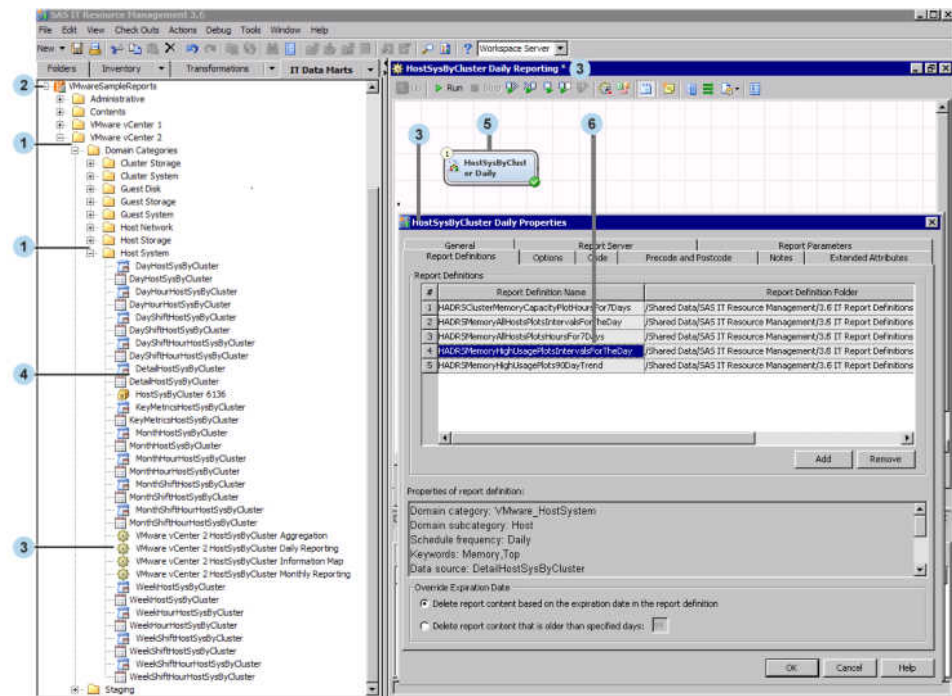 SAS IT Resource Management 3.6
File Edit View Check Outs Actions Debug Tools Window Help
New
Workspace Server
Folders Inventory Transformations IT Data Marts
2
VMwareSampleReports
Administrative
Contents
VMware vCenter 1
VMware vCenter 2
1
Domain Categories
Cluster Storage
Cluster System
Guest Disk
Guest Storage
Guest System
Host Network
Host Storage
1
Host System
DayHostSysByCluster
DayHostSysByCluster
DayHourHostSysByCluster
DayHourHostSysByCluster
DayShiftHostSysByCluster
DayShiftHostSysByCluster
DayShiftHourHostSysByCluster
DayShiftHourHostSysByCluster
DetailHostSysByCluster
4
DetailHostSysByCluster
HostSysByCluster 6136
KeyMetricsHostSysByCluster
KeyMetricsHostSysByCluster
MonthHostSysByCluster
MonthHostSysByCluster
MonthHourHostSysByCluster
MonthHourHostSysByCluster
MonthShiftHostSysByCluster
MonthShiftHostSysByCluster
MonthShiftHourHostSysByCluster
MonthShiftHourHostSysByCluster
VMware vCenter 2 HostSysByCluster Aggregation
3
VMware vCenter 2 HostSysByCluster Daily Reporting
VMware vCenter 2 HostSysByCluster Information Map
VMware vCenter 2 HostSysByCluster Monthly Reporting
WeekHostSysByCluster
WeekHostSysByCluster
WeekHourHostSysByCluster
WeekHourHostSysByCluster
WeekShiftHostSysByCluster
WeekShiftHostSysByCluster
WeekShiftHourHostSysByCluster
WeekShiftHourHostSysByCluster
Staging
HostSysByCluster Daily Reporting * 3
Run Stop
3 5 6
1
HostSysByClust
er Daily
HostSysByCluster Daily Properties
General Report Server Report Parameters
Report Definitions Options Code Precode and Postcode Notes Extended Attributes
Report Definitions
# Report Definition Name Report Definition Folder
1 HADRSClusterMemoryCapacityPlotHoursFor7Days /Shared Data/SAS IT Resource Management/3.6 IT Report Definitions
2 HADRSMemoryAllHostsPlotsIntervalsForTheDay /Shared Data/SAS IT Resource Management/3.6 IT Report Definitions
3 HADRSMemoryAllHostsPlotsHoursFor7Days /Shared Data/SAS IT Resource Management/3.6 IT Report Definitions
4 HADRSMemoryHighUsagePlotsIntervalsForTheDay /Shared Data/SAS IT Resource Management/3.6 IT Report Definitions
5 HADRSMemoryHighUsagePlots90DayTrend /Shared Data/SAS IT Resource Management/3.6 IT Report Definitions
Add Remove
Properties of report definition:
Domain category: VMware_HostSystem
Domain subcategory: Host
Schedule frequency: Daily
Keywords: Memory,Top
Data source: DetailHostSysByCluster
Override Expiration Date
Delete report content based on the expiration date in the report definition
Delete report content that is older than specified days:
OK Cancel Help